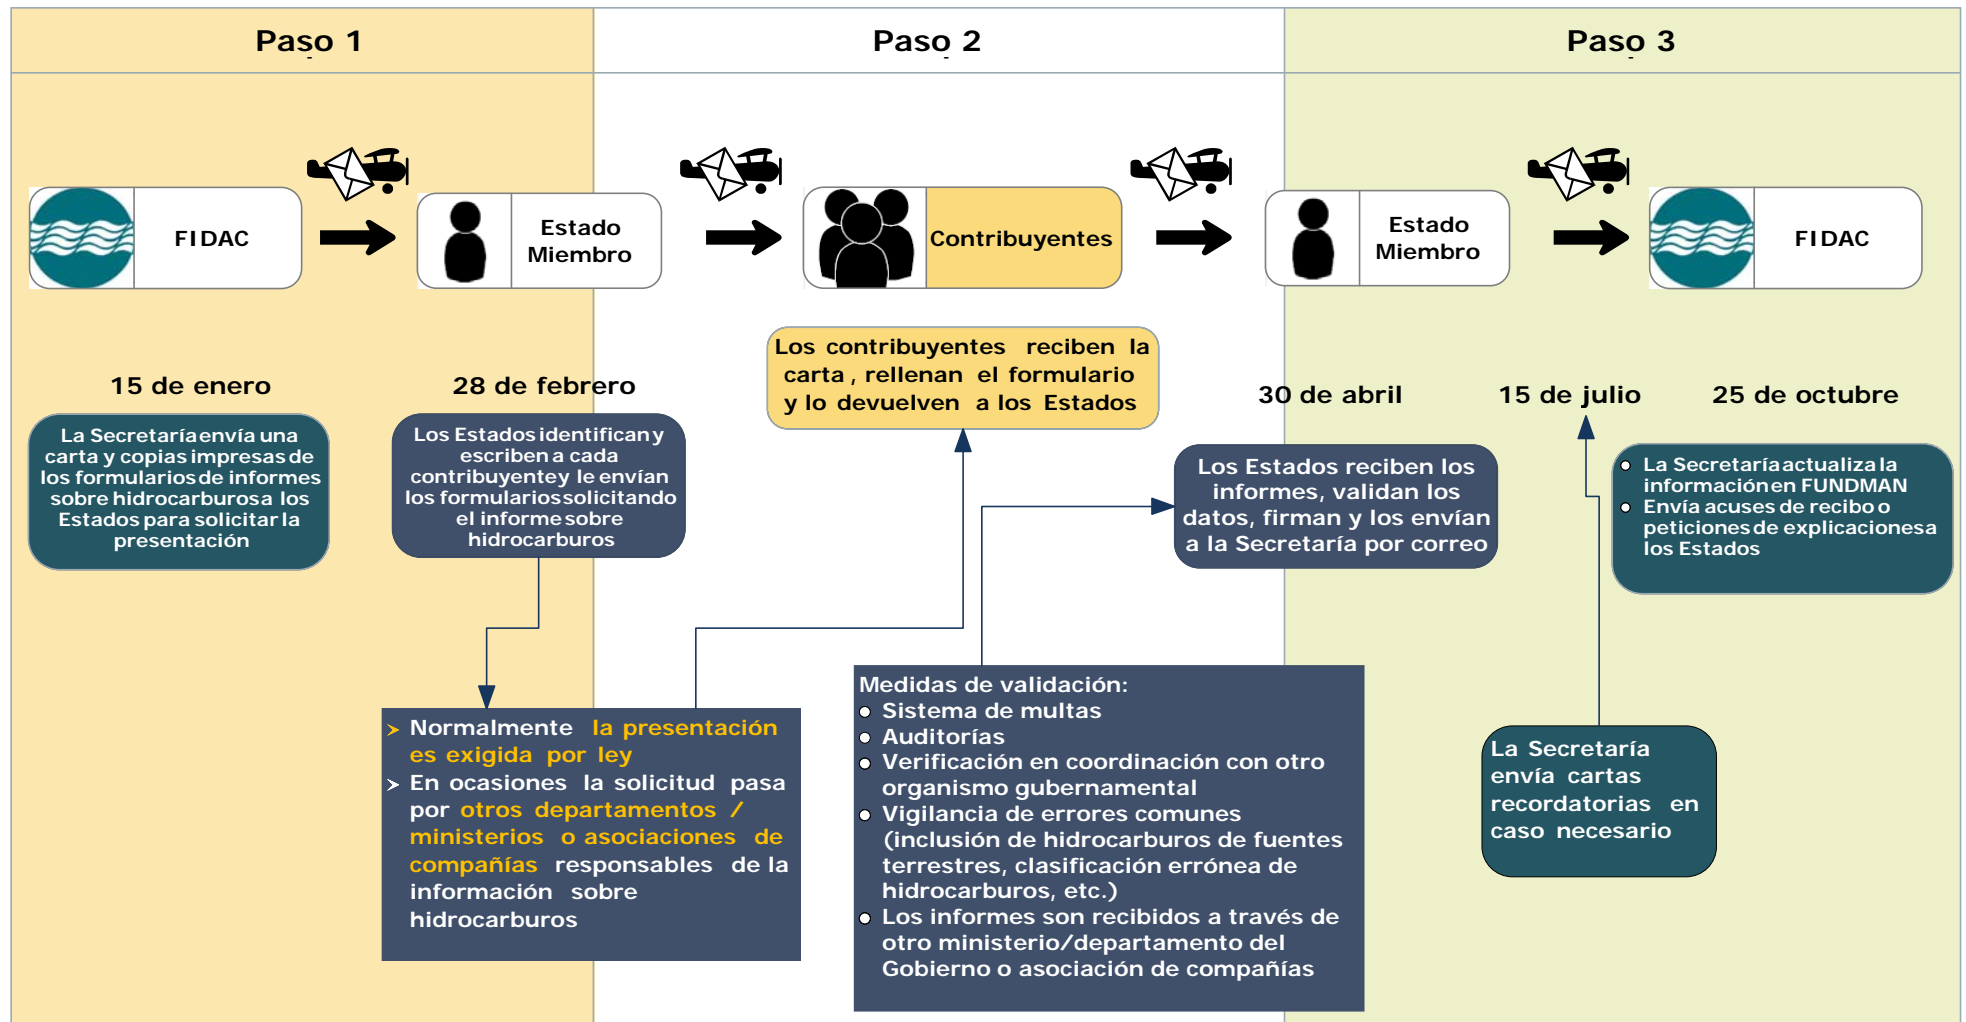 Paso 1
Paso 2
Paso 3
FIDAC
Estado
Miembro
Contribuyentes
Estado
Miembro
FIDAC
15 de enero
La Secretaría envía una
carta y copias impresas de
los formularios de informes
sobre hidrocarburos a los
Estados para solicitar la
presentación
28 de febrero
Los Estados identifican y
escriben a cada
contribuyente y le envían
los formularios solicitando
el informe sobre
hidrocarburos
Los contribuyentes reciben la
carta, rellenan el formulario
y lo devuelven a los Estados
30 de abril
Los Estados reciben los
informes, validan los
datos, firman y los envían
a la Secretaría por correo
15 de julio
25 de octubre
La Secretaría actualiza la
información en FUNDMAN
Envía acuses de recibo o
peticiones de explicaciones a
los Estados
Normalmente la presentación
es exigida por ley
En ocasiones la solicitud pasa
por otros departamentos /
ministerios o asociaciones de
compañías responsables de la
información sobre
hidrocarburos
Medidas de validación:
Sistema de multas
Auditorías
Verificación en coordinación con otro
organismo gubernamental
Vigilancia de errores comunes
(inclusión de hidrocarburos de fuentes
terrestres, clasificación errónea de
hidrocarburos, etc.)
Los informes son recibidos a través de
otro ministerio/departamento del
Gobierno o asociación de compañías
La Secretaría
envía cartas
recordatorias en
caso necesario